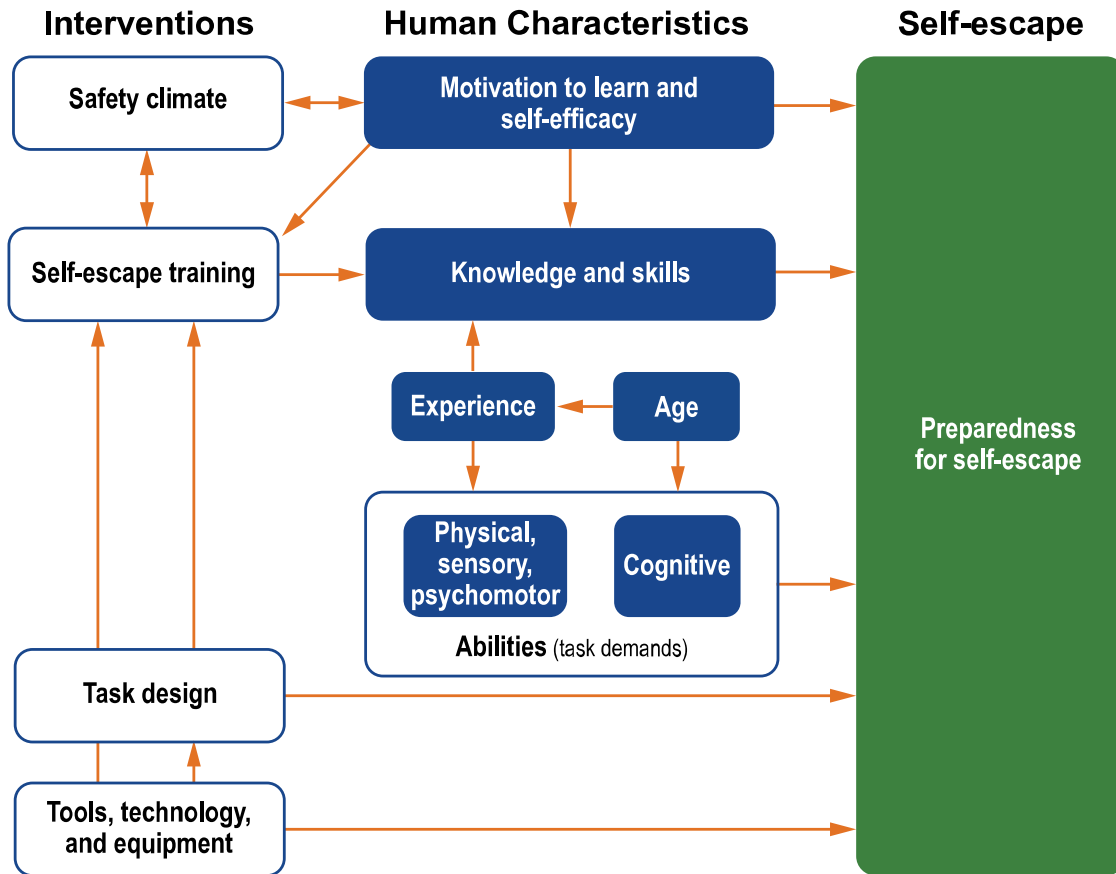 Interventions
Human Characteristics
Self-escape
Safety climate
Motivation to learn and
self-efficacy
Self-escape training
Knowledge and skills
Experience
Age
Preparedness
for self-escape
Physical,
sensory,
psychomotor
Cognitive
Abilities (task demands)
Task design
Tools, technology,
and equipment